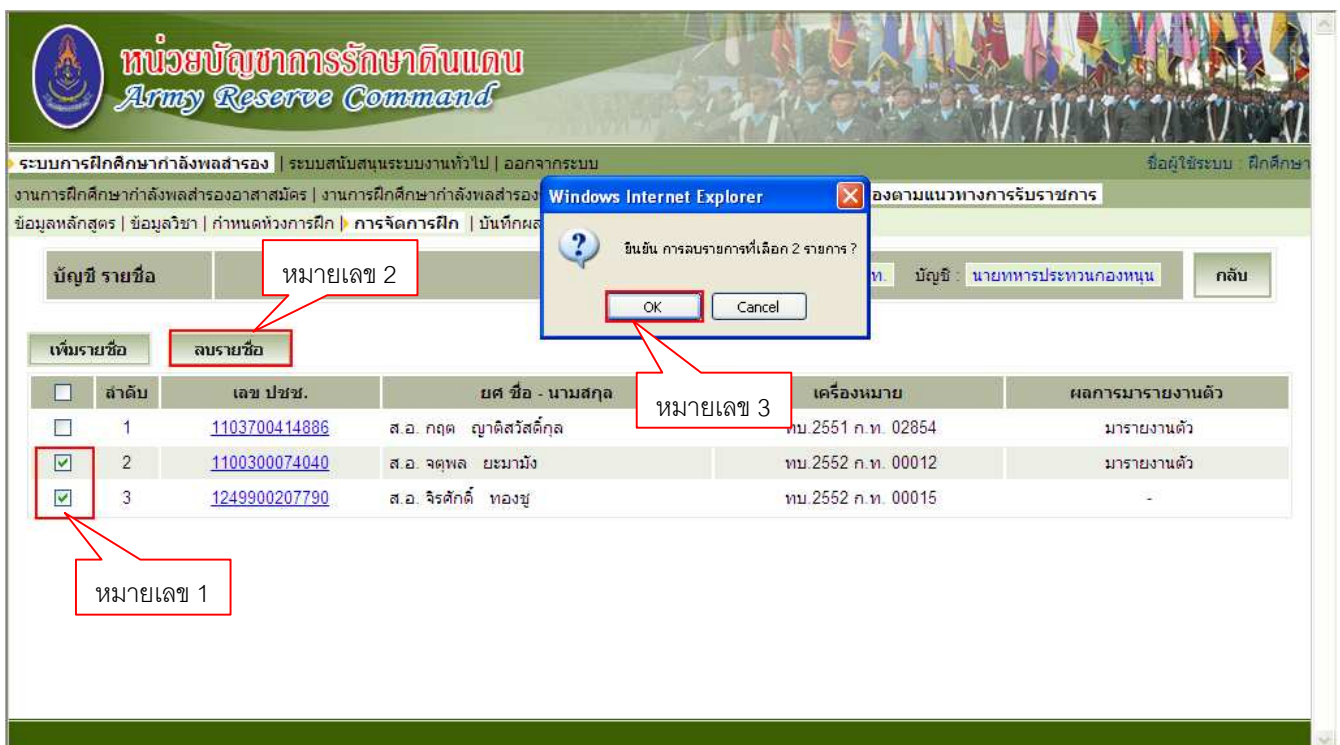 หน่วยบัญชาการรักษาดินแดน
Army Reserve Command
ระบบการฝึกศึกษากำลังพลสำรอง | ระบบสนับสนุนระบบงานทั่วไป | ออกจากระบบ
ชื่อผู้ใช้ระบบ : ฝึกศึกษา
งานการฝึกศึกษากำลังพลสำรองอาสาสมัคร | งานการฝึกศึกษากำลังพลสำรอง
องตามแนวทางการรับราชการ
ข้อมูลหลักสูตร | ข้อมูลวิชา | กำหนดห้วงการฝึก | การจัดการฝึก | บันทึกผล
Windows Internet Explorer
ยืนยัน การลบรายการที่เลือก 2 รายการ ?
OK
Cancel
บัญชี รายชื่อ
หมายเลข 2
ท. บัญชี : นายทหารประทวนกองหนุน
กลับ
เพิ่มรายชื่อ
ลบรายชื่อ
หมายเลข 3
ลำดับ เลข ปชช. ยศ ชื่อ - นามสกุล เครื่องหมาย ผลการมารายงานตัว
1 1103700414886 ส.อ. กฤต ญาติสวัสดิ์กุล ทบ.2551 ก.ท. 02854 มารายงานตัว
2 1100300074040 ส.อ. จตุพล ยะมามัง ทบ.2552 ก.ท. 00012 มารายงานตัว
3 1249900207790 ส.อ. จิรศักดิ์ ทองชู ทบ.2552 ก.ท. 00015 -
หมายเลข 1